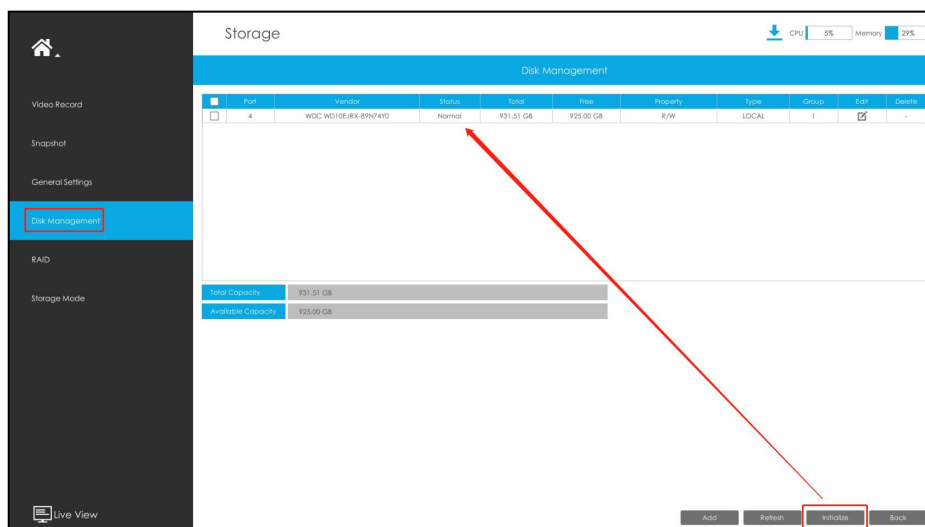 Storage
CPU 5% Memory 29%
Disk Management
Video Record
Snapshot
General Settings
Disk Management
RAID
Storage Mode
Live View
Port Vendor Status Total Free Property Type Group Edit Delete
4 WDC WD10EJRX-89N74Y0 Normal 931.51 GB 925.00 GB R/W LOCAL 1 -
Total Capacity 931.51 GB
Available Capacity 925.00 GB
Add Refresh Initialize Back